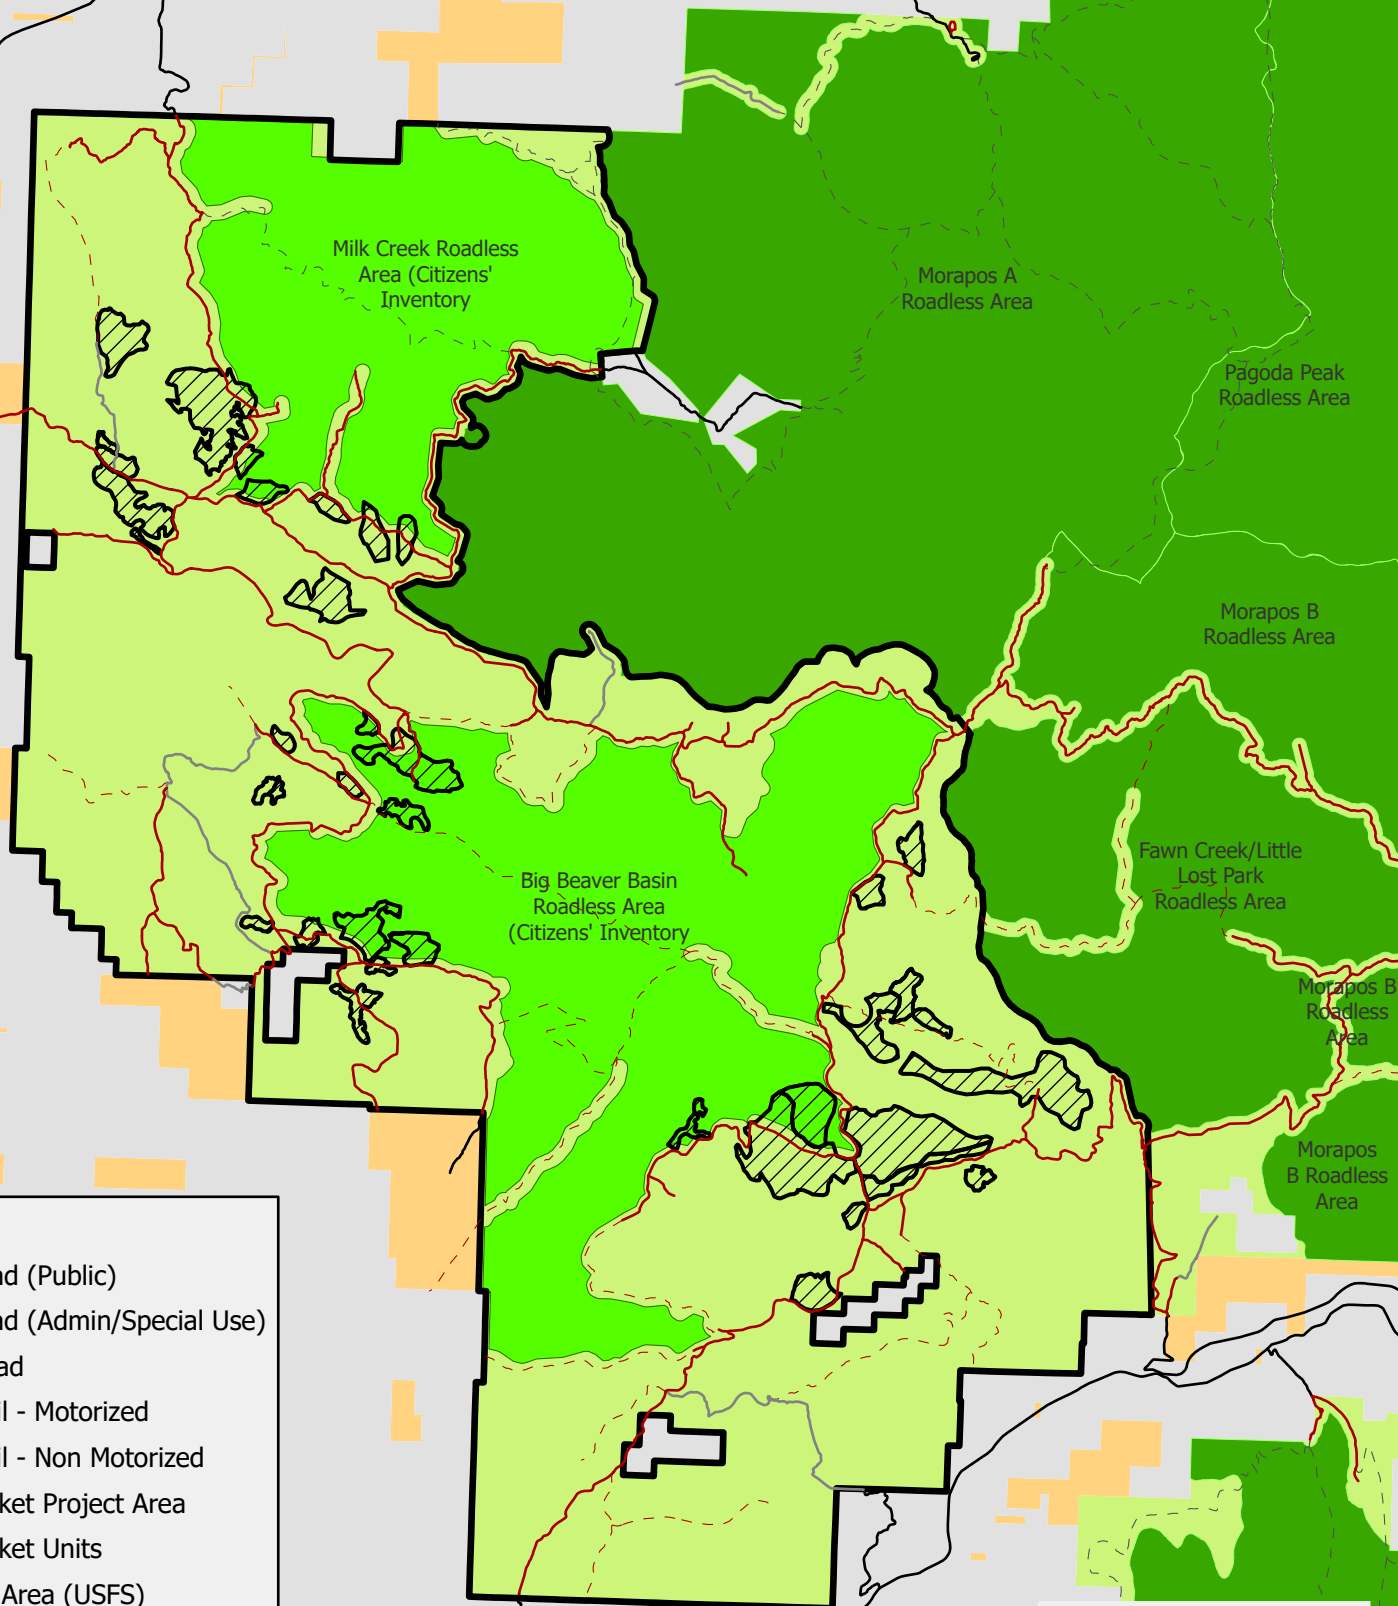 Milk Creek Roadless
Area (Citizens'
Inventory
Morapos A
Roadless Area
Pagoda Peak
Roadless Area
Morapos B
Roadless Area
Fawn Creek/Little
Lost Park
Roadless Area
Big Beaver Basin
Roadless Area
(Citizens' Inventory
Morapos B
Roadless
Area
Morapos
B Roadless
Area
d (Public)
d (Admin/Special Use)
ad
il - Motorized
il - Non Motorized
ket Project Area
ket Units
Area (USFS)